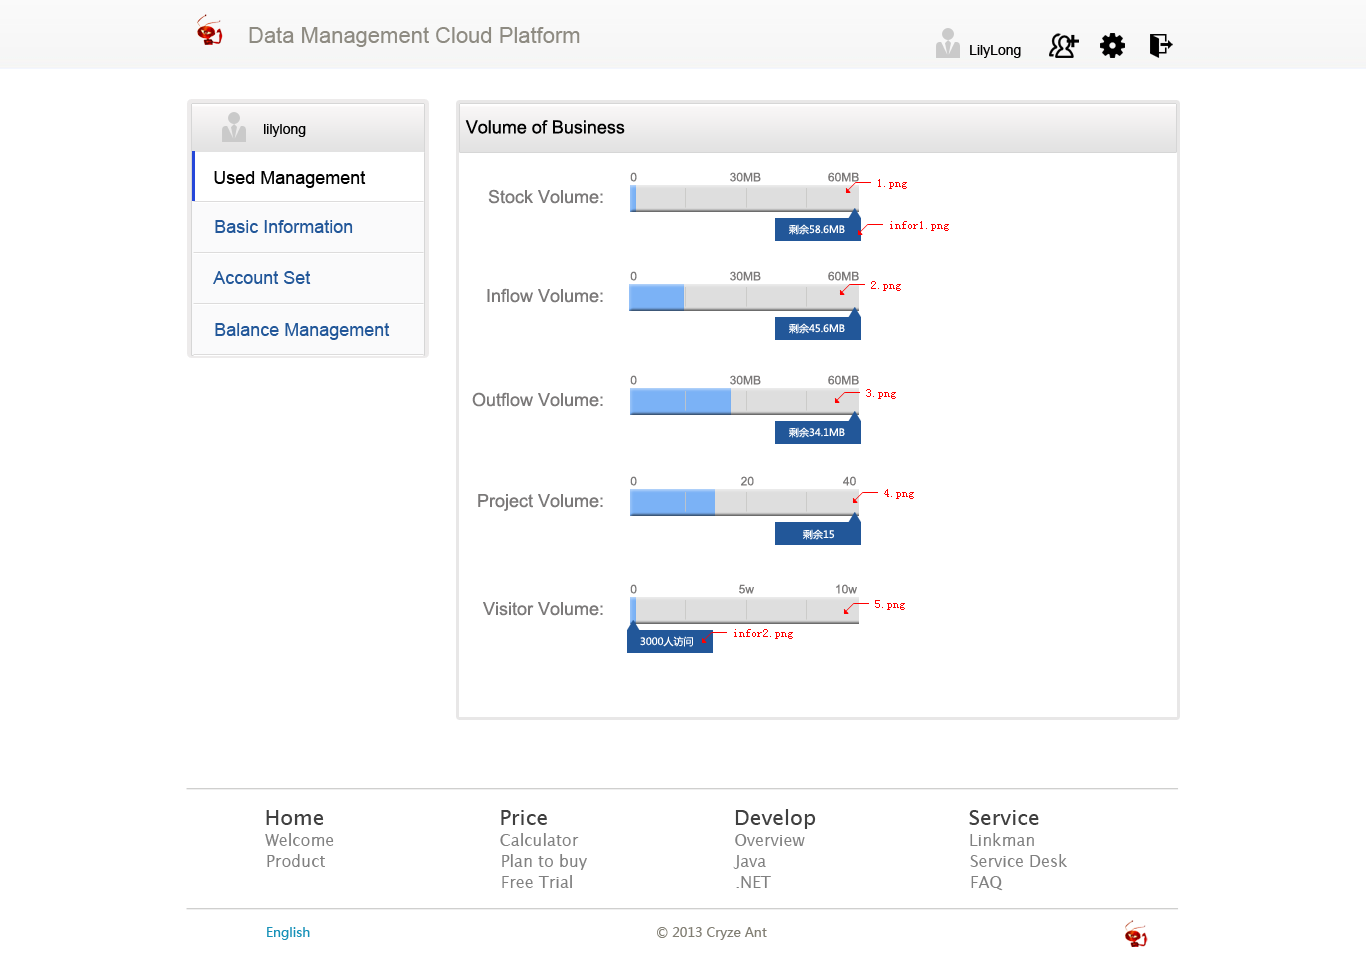 Data Management Cloud Platform
LilyLong
lilylong
Used Management
Basic Information
Account Set
Balance Management
Volume of Business
0 30MB 60MB
Stock Volume:
1.png
剩余58.6MB
infor1.png
0 30MB 60MB
Inflow Volume:
2.png
剩余45.6MB
0 30MB 60MB
Outflow Volume:
3.png
剩余34.1MB
0 20 40
Project Volume:
4.png
剩余15
0 5w 10w
Visitor Volume:
5.png
3000人访问
infor2.png
Home Price Develop Service
Welcome Calculator Overview Linkman
Product Plan to buy Java Service Desk
Free Trial .NET FAQ
English © 2013 Cryze Ant